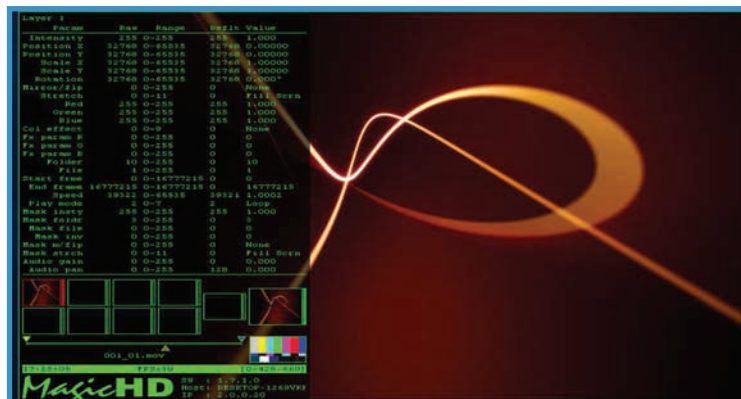 Layer 1
Param Raw Range Deflt Value
Intensity 255 0-255 255 1.000
Position X 32768 0-65535 32768 0.00000
Position Y 32768 0-65535 32768 0.00000
Scale X 32768 0-65535 32768 1.00000
Scale Y 32768 0-65535 32768 1.00000
Rotation 32768 0-65535 32768 0.000°
Mirror/flp 0 0-255 0 None
Stretch 0 0-11 0 Fill Scrn
Red 255 0-255 255 1.000
Green 255 0-255 255 1.000
Blue 255 0-255 255 1.000
Col effect 0 None
Fx param R 0 0-255 0 0
Fx param G 0 0-255 0 0
Fx param B 0 0-255 0 0
Folder 10 0-255 0 10
File 1 0-255 0 1
Start frme 0 0-16777215 0 0
End frame 16777215 0-16777215 0 16777215
Speed 0-65535 1.0002
Play mode 2 0-7 2 Loop
Mask insty 255 0-255 255 1.000
Mask foldr 0-255 0
Mask file 0 0-255 0 0
Mask inv 0 0-255 0 0
Mask m/flp 0 0-255 0 None
Mask strch 0 0-11 0 Fill Scrn
Audio gain 0 0-255 0 0.000
Audio pan 0 0-255 128 0.000
001_01.mov
MagicHD
SW : 1.7.1.0
Host:
IP : 2.0.0.20